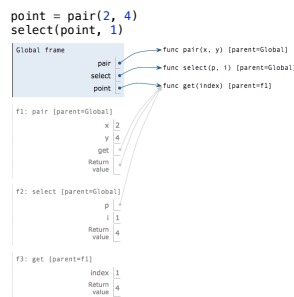 point = pair(2, 4)
select(point, 1)
Global frame
pair
select
point
func pair(x, y) [parent=Global]
func select(p, i) [parent=Global]
func get(index) [parent=f1]
f1: pair [parent=Global]
x 2
y 4
get
Return
value
f2: select [parent=Global]
p
i 1
Return
value 4
f3: get [parent=f1]
index 1
Return
value 4